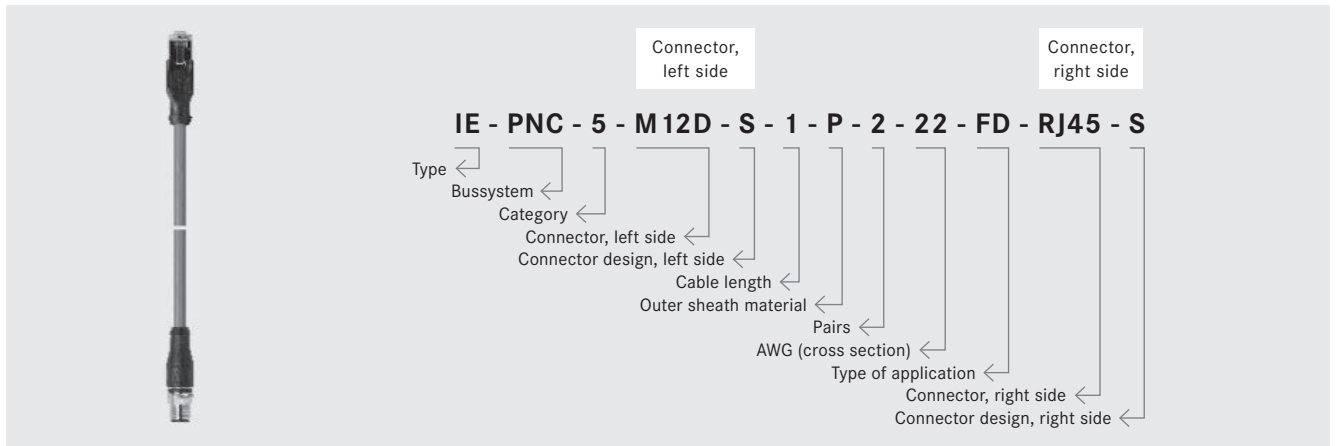 Connector,
left side
Connector,
right side
IE - PNC - 5 - M12D - S - 1 - P - 2 - 22 - FD - RJ45 - S
Type
Bussystem
Category
Connector, left side
Connector design, left side
Cable length
Outer sheath material
Pairs
AWG (cross section)
Type of application
Connector, right side
Connector design, right side